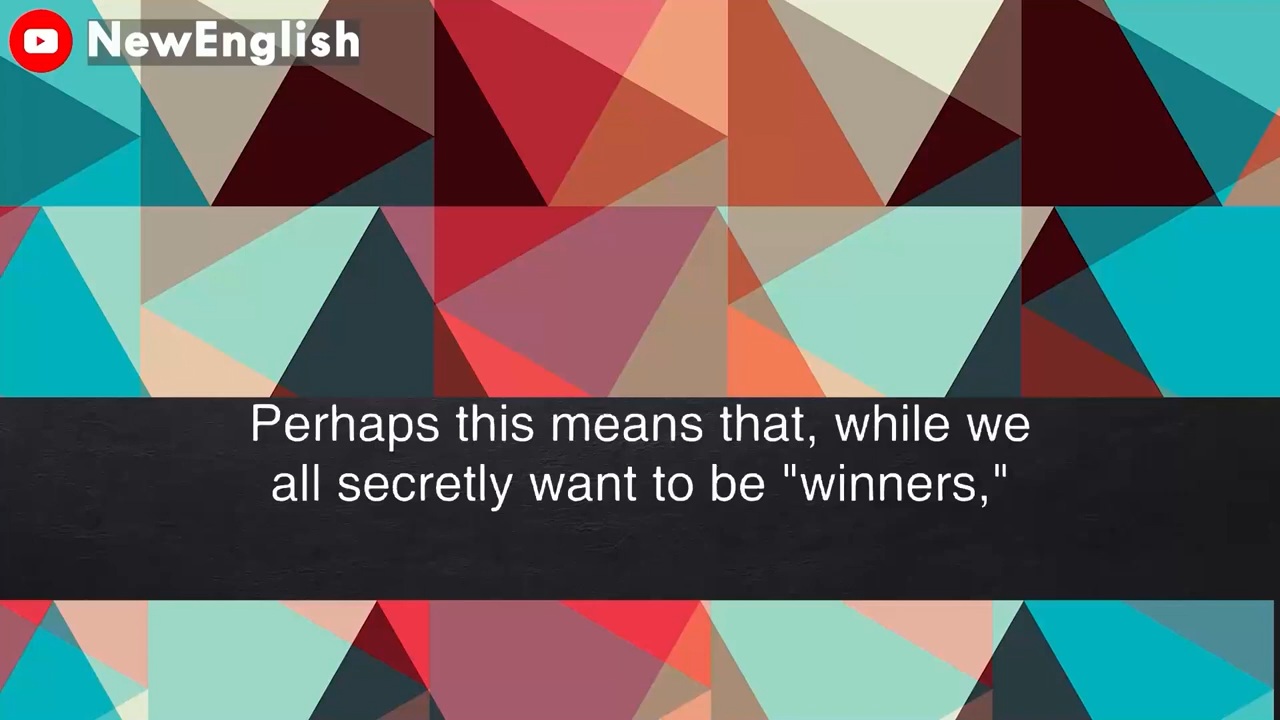 NewEnglish
Perhaps this means that, while we
all secretly want to be "winners,"